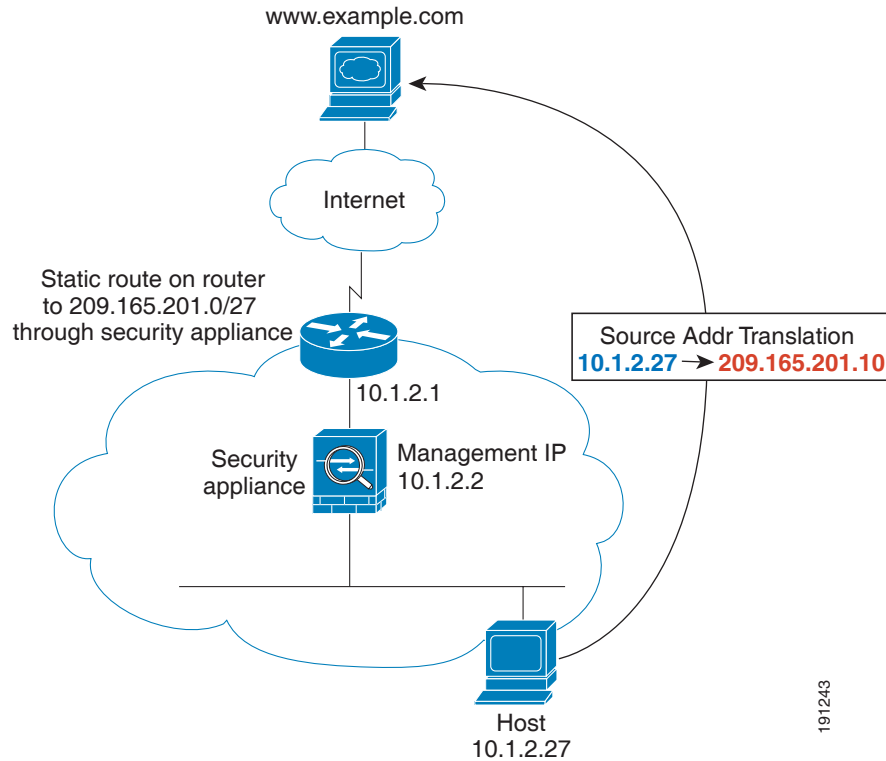 www.example.com
Internet
Static route on router
to 209.165.201.0/27
through security appliance
Source Addr Translation
10.1.2.27 209.165.201.10
10.1.2.1
Security
appliance
Management IP
10.1.2.2
Host
10.1.2.27
191243